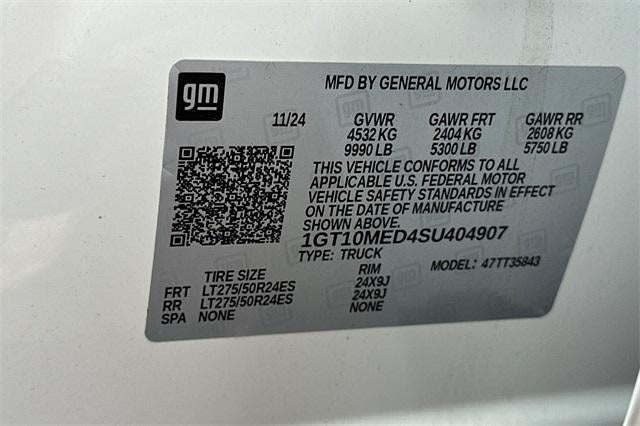 gm
MFD BY GENERAL MOTORS LLC
11/24 GVWR GAWR FRT GAWR RR
4532 KG 2404 KG 2608 KG
9990 LB 5300 LB 5750 LB
THIS VEHICLE CONFORMS TO ALL
APPLICABLE U.S. FEDERAL MOTOR
VEHICLE SAFETY STANDARDS IN EFFECT
ON THE DATE OF MANUFACTURE
SHOWN ABOVE.
1GT10MED4SU404907
TYPE: TRUCK MODEL: 47TT35843
TIRE SIZE RIM
FRT LT275/50R24ES 24X9J
RR LT275/50R24ES 24X9J
SPA NONE NONE